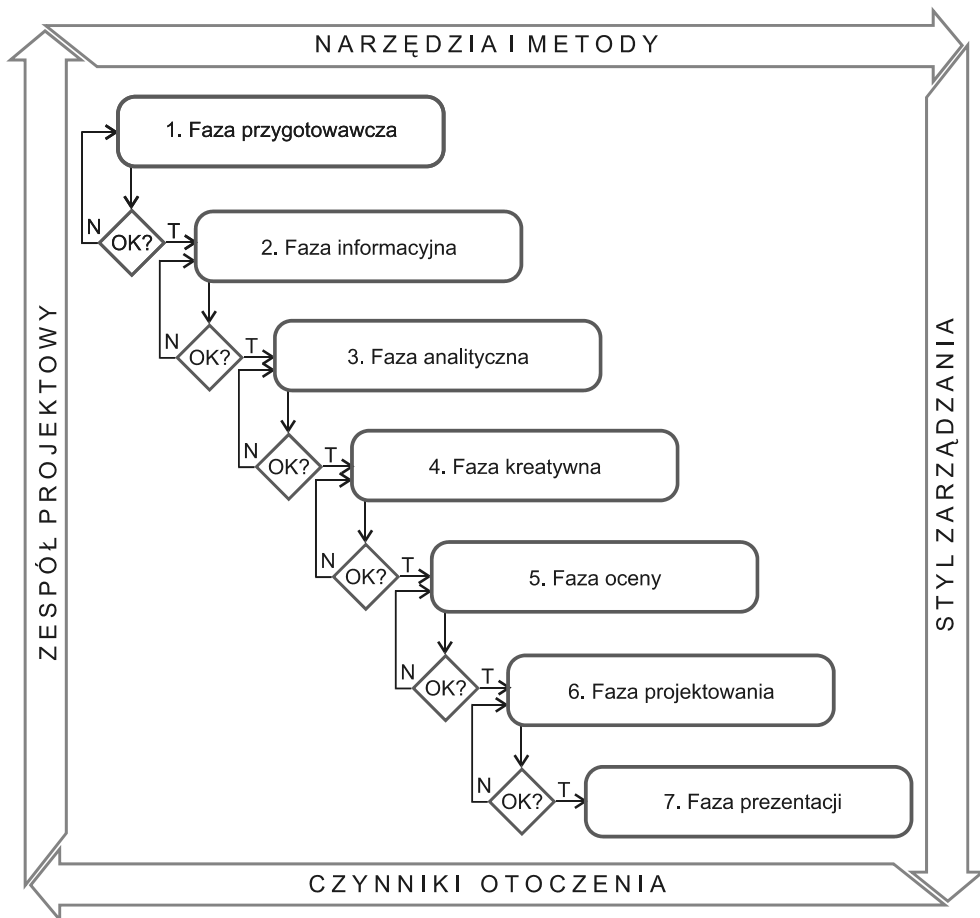 NARZĘDZIA I METODY
1. Faza przygotowawcza
N
OK?
T
2. Faza informacyjna
N
OK?
T
3. Faza analityczna
N
OK?
T
4. Faza kreatywna
N
OK?
T
5. Faza oceny
N
OK?
T
6. Faza projektowania
N
OK?
T
7. Faza prezentacji
ZESPÓŁ PROJEKTOWY
STYL ZARZĄDZANIA
CZYNNIKI OTOCZENIA